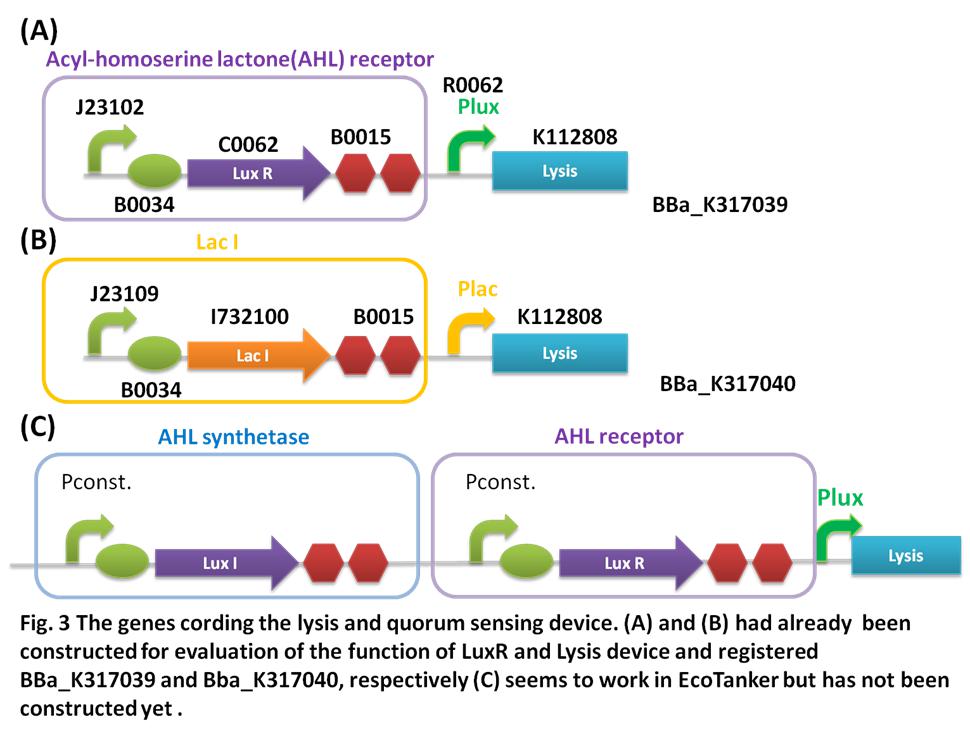 (A)
Acyl-homoserine lactone(AHL) receptor
R0062
J23102
Plux
C0062
B0015
K112808
Lux R
Lysis
B0034
BBa_K317039
(B)
Lac I
J23109
Plac
I732100
B0015
K112808
Lac I
Lysis
B0034
BBa_K317040
(C)
AHL synthetase
AHL receptor
Pconst.
Pconst.
Plux
Lux I
Lux R
Lysis
Fig. 3 The genes cording the lysis and quorum sensing device. (A) and (B) had already been
constructed for evaluation of the function of LuxR and Lysis device and registered
BBa_K317039 and Bba_K317040, respectively (C) seems to work in EcoTanker but has not been
constructed yet .